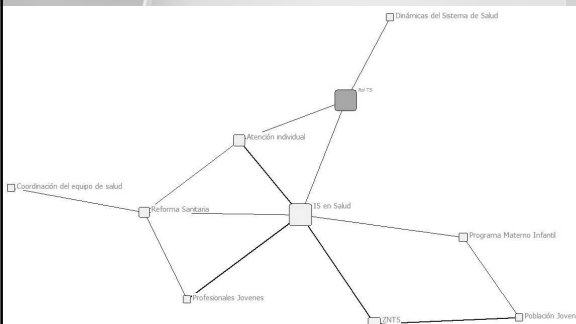 Dinámicas del Sistema de Salud
Rol TS
Atención individual
Coordinación del equipo de salud
Reforma Sanitaria
IS en Salud
Programa Materno Infantil
Profesionales Jovenes
ZNTS
Población Joven